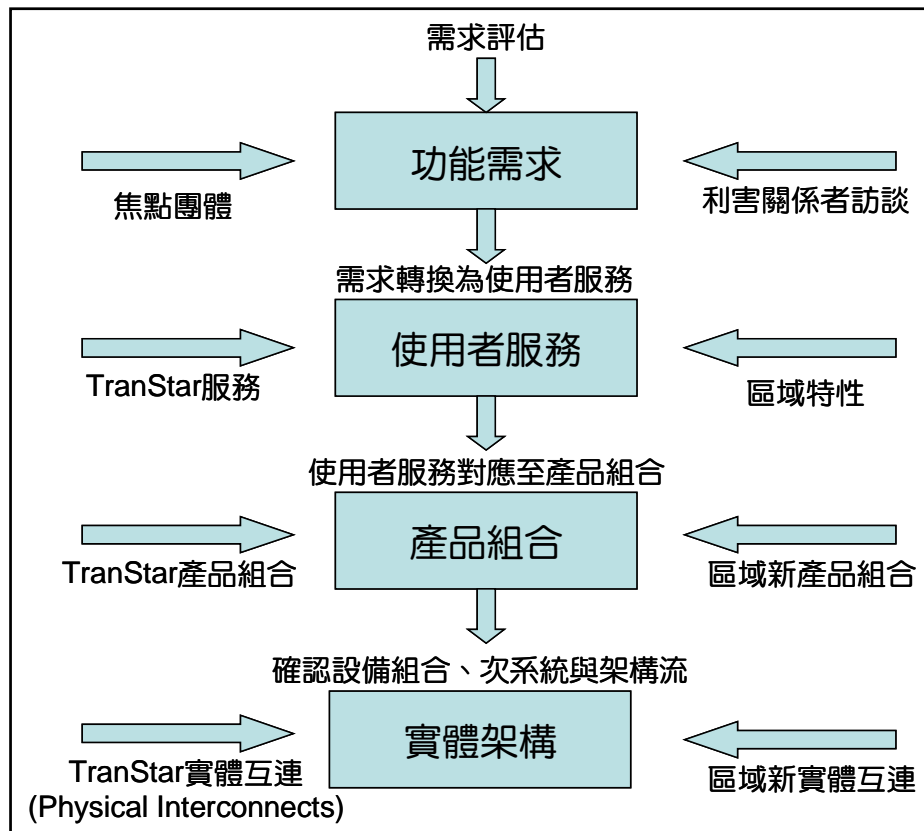 需求評估
功能需求
焦點團體
利害關係者訪談
需求轉換為使用者服務
使用者服務
TranStar服務
區域特性
使用者服務對應至產品組合
產品組合
TranStar產品組合
區域新產品組合
確認設備組合、次系統與架構流
實體架構
TranStar實體互連
(Physical Interconnects)
區域新實體互連